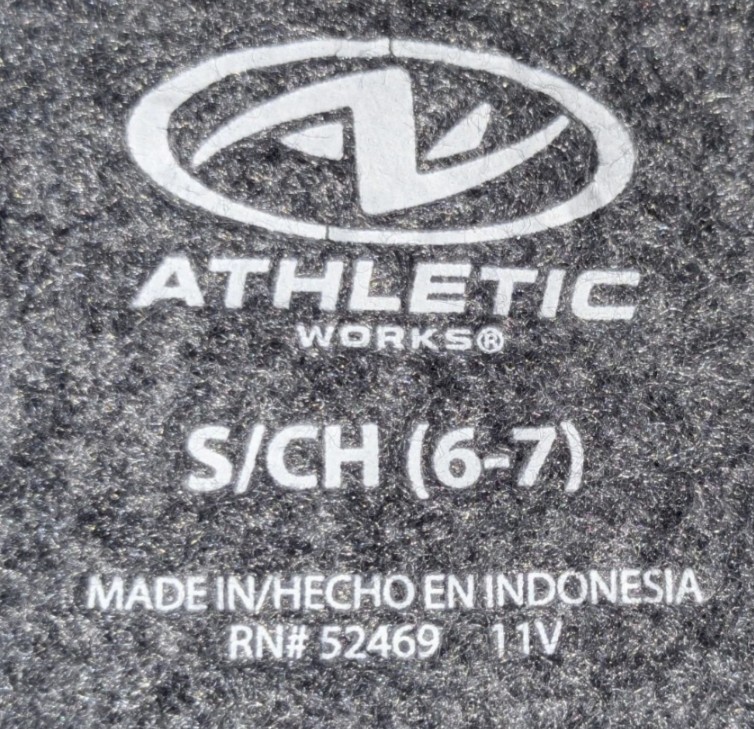 ATHLETIC
WORKS®
S/CH (6-7)
MADE IN/HECHO EN INDONESIA
RN# 52469 11V